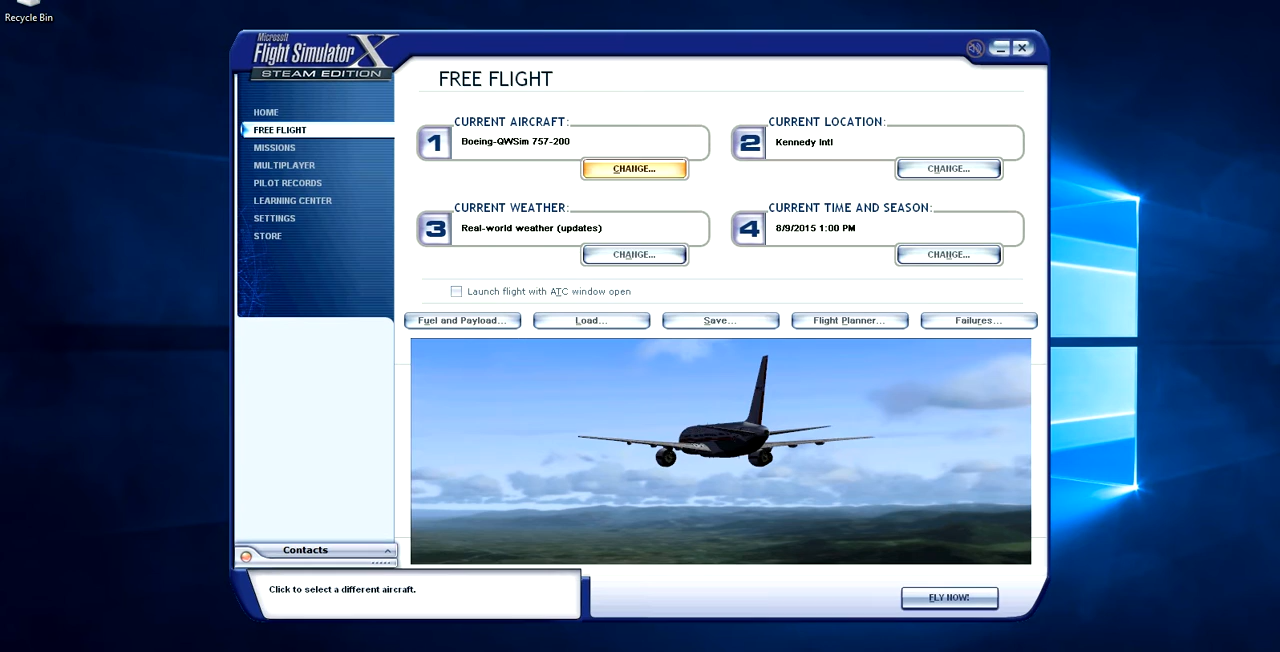 Recycle Bin
Microsoft
Flight Simulator X
STEAM EDITION
HOME
FREE FLIGHT
MISSIONS
MULTIPLAYER
PILOT RECORDS
LEARNING CENTER
SETTINGS
STORE
FREE FLIGHT
1
CURRENT AIRCRAFT:
Boeing-QWSim 757-200
CHANGE...
2
CURRENT LOCATION:
Kennedy Intl
CHANGE...
3
CURRENT WEATHER:
Real-world weather (updates)
CHANGE...
4
CURRENT TIME AND SEASON:
8/9/2015 1:00 PM
CHANGE...
Launch flight with ATC window open
Fuel and Payload...
Load...
Save...
Flight Planner...
Failures...
Contacts
Click to select a different aircraft.
FLY NOW!